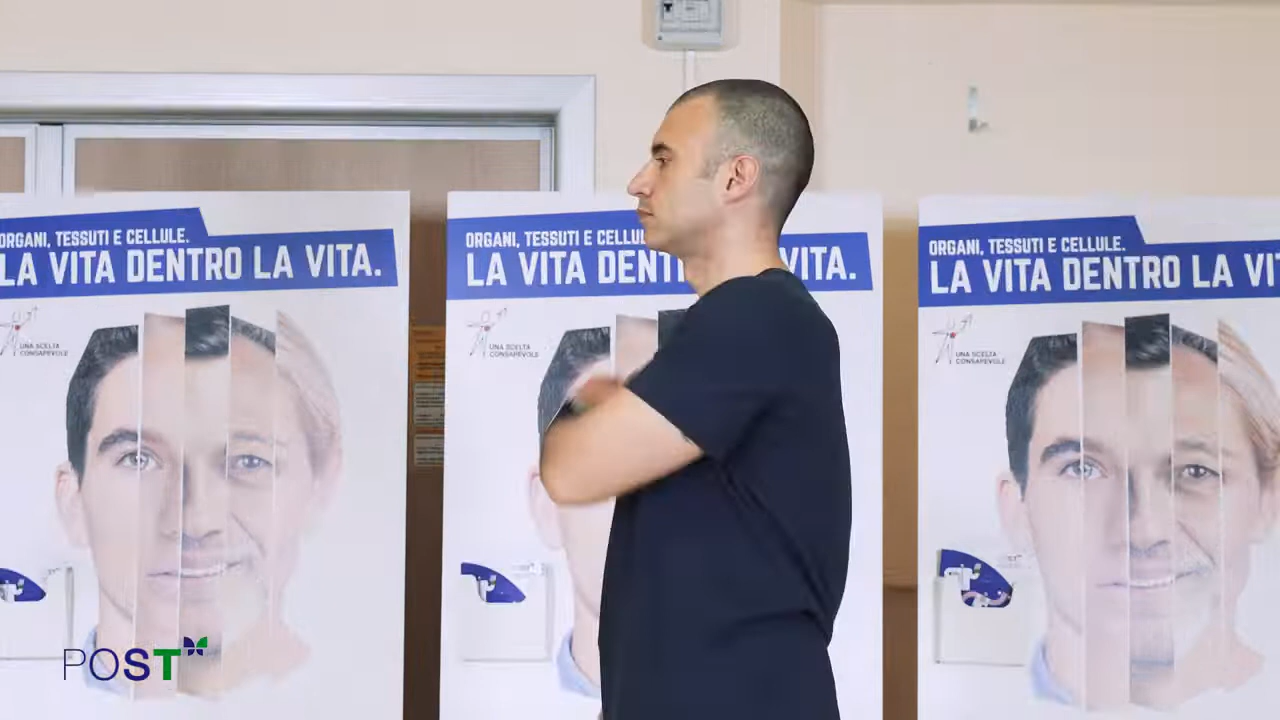 ORGANI, TESSUTI E CELLULE.
LA VITA DENTRO LA VITA.
UNA SCELTA
CONSAPEVOLE
ORGANI, TESSUTI E CELLUL
LA VITA DENT VITA.
UNA SCELTA
CONSAPEVOLE
ORGANI, TESSUTI E CELLULE.
LA VITA DENTRO LA VIT
UNA SCELTA
CONSAPEVOLE
POST